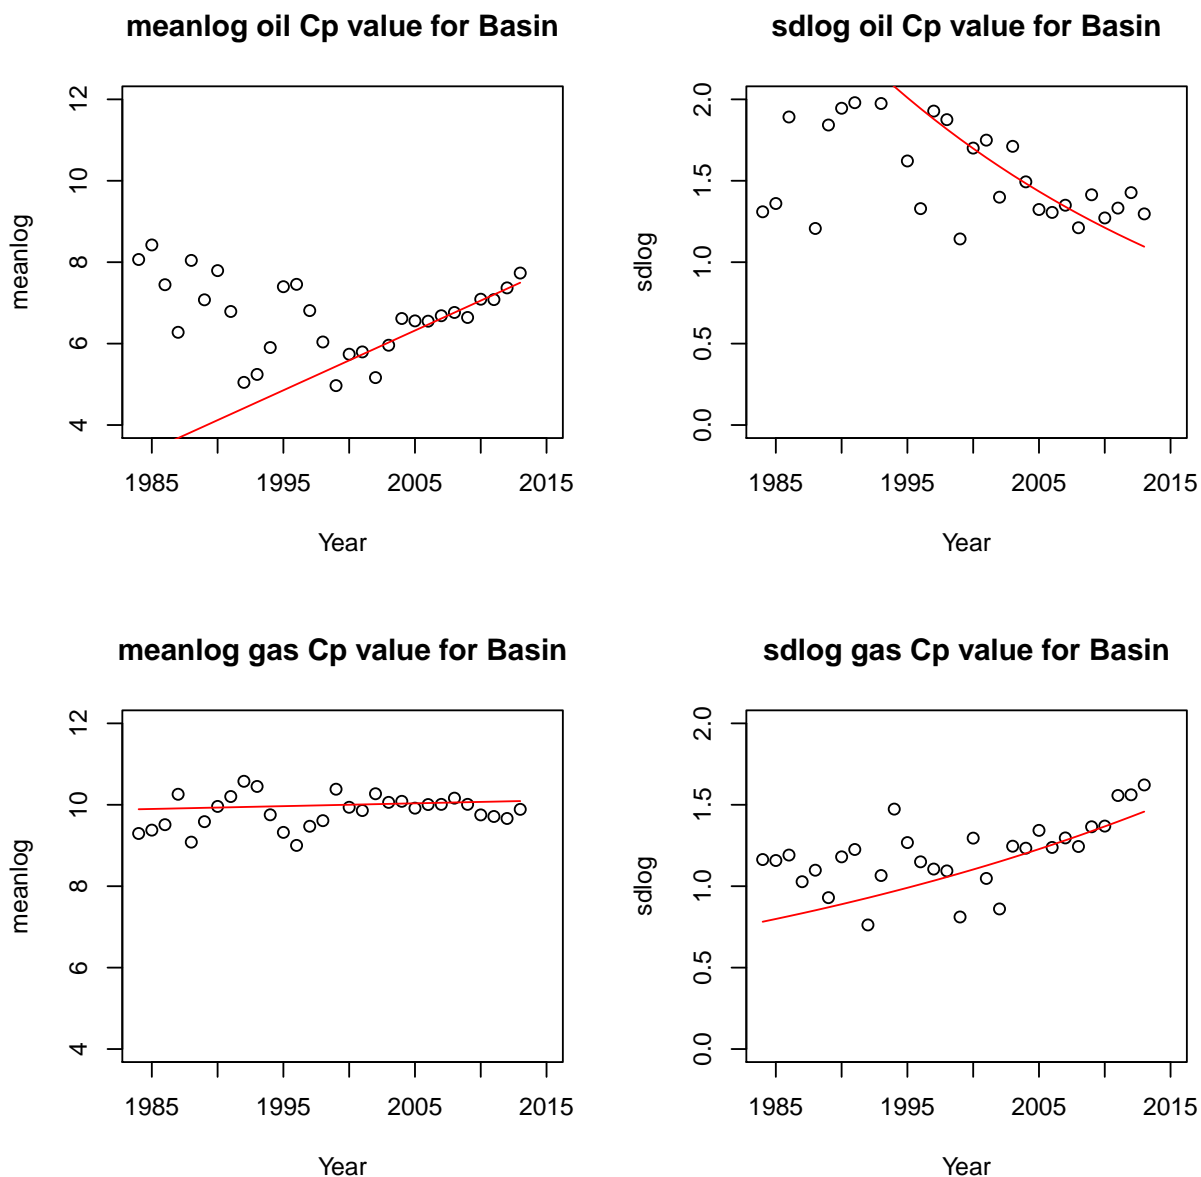 meanlog oil Cp value for Basin
meanlog
12
10
8
6
4
1985 1995 2005 2015
Year
sdlog oil Cp value for Basin
sdlog
2.0
1.5
1.0
0.5
0.0
1985 1995 2005 2015
Year
meanlog gas Cp value for Basin
meanlog
12
10
8
6
4
1985 1995 2005 2015
Year
sdlog gas Cp value for Basin
sdlog
2.0
1.5
1.0
0.5
0.0
1985 1995 2005 2015
Year